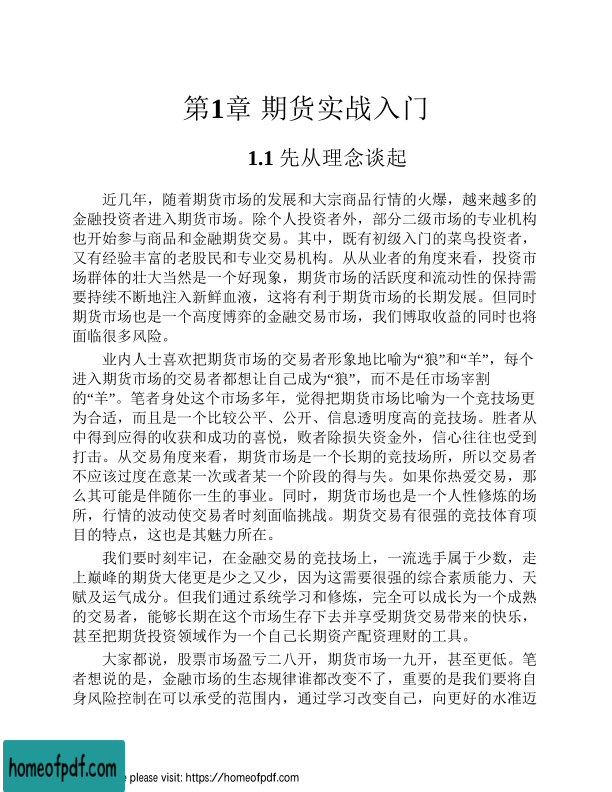 第1章 期货实战入门
1.1 先从理念谈起
近几年，随着期货市场的发展和大宗商品行情的火爆，越来越多的
金融投资者进入期货市场。除个人投资者外，部分二级市场的专业机构
也开始参与商品和金融期货交易。其中，既有初级入门的菜鸟投资者，
又有经验丰富的老股民和专业交易机构。从从业者的角度来看，投资市
场群体的壮大当然是一个好现象，期货市场的活跃度和流动性的保持需
要持续不断地注入新鲜血液，这将有利于期货市场的长期发展。但同时
期货市场也是一个高度博弈的金融交易市场，我们博取收益的同时也将
面临很多风险。
业内人士喜欢把期货市场的交易者形象地比喻为“狼”和“羊”，每个
进入期货市场的交易者都想让自己成为“狼”，而不是任市场宰割
的“羊”。笔者身处这个市场多年，觉得把期货市场比喻为一个竞技场更
为合适，而且是一个比较公平、公开、信息透明度高的竞技场。胜者从
中得到应得的收获和成功的喜悦，败者除损失资金外，信心往往也受到
打击。从交易角度来看，期货市场是一个长期的竞技场所，所以交易者
不应该过度在意某一次或者某一个阶段的得与失。如果你热爱交易，那
么其可能是伴随你一生的事业。同时，期货市场也是一个人性修炼的场
所，行情的波动使交易者时刻面临挑战。期货交易有很强的竞技体育项
目的特点，这也是其魅力所在。
我们要时刻牢记，在金融交易的竞技场上，一流选手属于少数，走
上巅峰的期货大佬更是少之又少，因为这需要很强的综合素质能力、天
赋及运气成分。但我们通过系统学习和修炼，完全可以成长为一个成熟
的交易者，能够长期在这个市场生存下去并享受期货交易带来的快乐，
甚至把期货投资领域作为一个自己长期资产配资理财的工具。
大家都说，股票市场盈亏二八开，期货市场一九开，甚至更低。笔
者想说的是，金融市场的生态规律谁都改变不了，重要的是我们要将自
身风险控制在可以承受的范围内，通过学习改变自己，向更好的水准迈
homeofpdf.com
please visit: https://homeofpdf.com